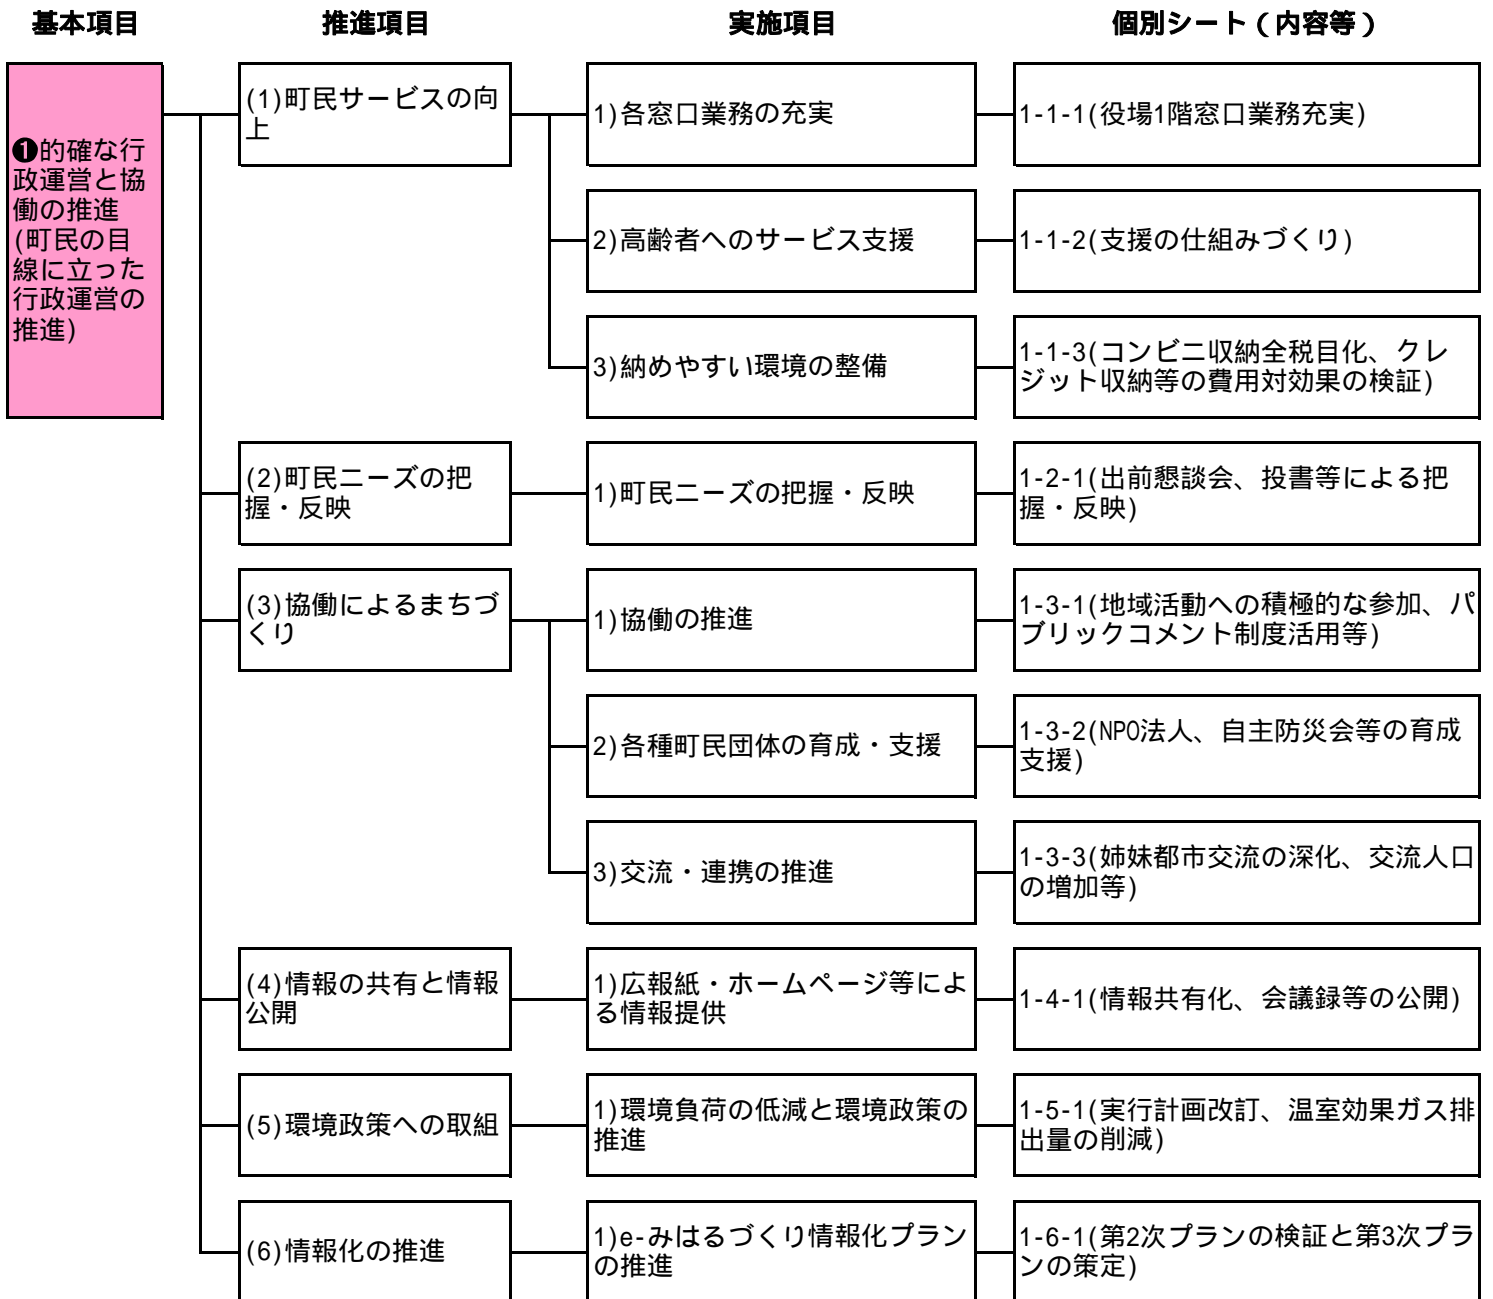 基本項目
推進項目
実施項目
個別シート(内容等)
❶的確な行
政運営と協
働の推進
(町民の目
線に立った
行政運営の
推進)
(1)町民サービスの向
上
1)各窓口業務の充実
1-1-1(役場1階窓口業務充実)
2)高齢者へのサービス支援
1-1-2(支援の仕組みづくり)
3)納めやすい環境の整備
1-1-3(コンビニ収納全税目化、クレ
ジット収納等の費用対効果の検証)
(2)町民ニーズの把
握・反映
1)町民ニーズの把握・反映
1-2-1(出前懇談会、投書等による把
握・反映)
(3)協働によるまちづ
くり
1)協働の推進
1-3-1(地域活動への積極的な参加、パ
ブリックコメント制度活用等)
2)各種町民団体の育成・支援
1-3-2(NPO法人、自主防災会等の育成
支援)
3)交流・連携の推進
1-3-3(姉妹都市交流の深化、交流人口
の増加等)
(4)情報の共有と情報
公開
1)広報紙・ホームページ等によ
る情報提供
1-4-1(情報共有化、会議録等の公開)
(5)環境政策への取組
1)環境負荷の低減と環境政策の
推進
1-5-1(実行計画改訂、温室効果ガス排
出量の削減)
(6)情報化の推進
1)e-みはるづくり情報化プラン
の推進
1-6-1(第2次プランの検証と第3次プラ
ンの策定)